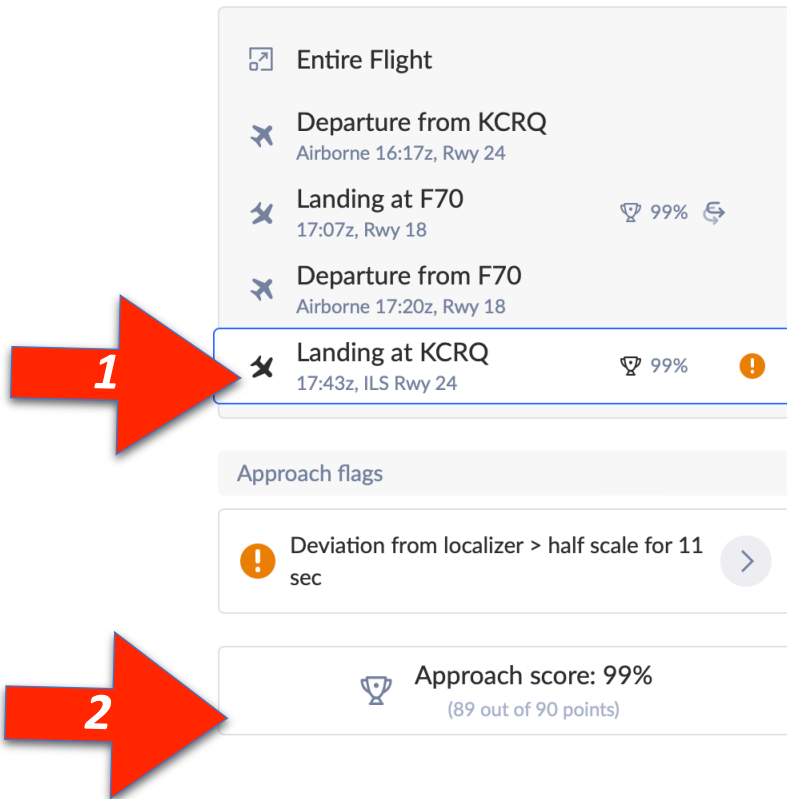 Entire Flight
Departure from KCRQ
Airborne 16:17z, Rwy 24
Landing at F70
99%
17:07z, Rwy 18
Departure from F70
Airborne 17:20z, Rwy 18
1
Landing at KCRQ
99%
17:43z, ILS Rwy 24
Approach flags
Deviation from localizer > half scale for 11
sec
2
Approach score: 99%
(89 out of 90 points)